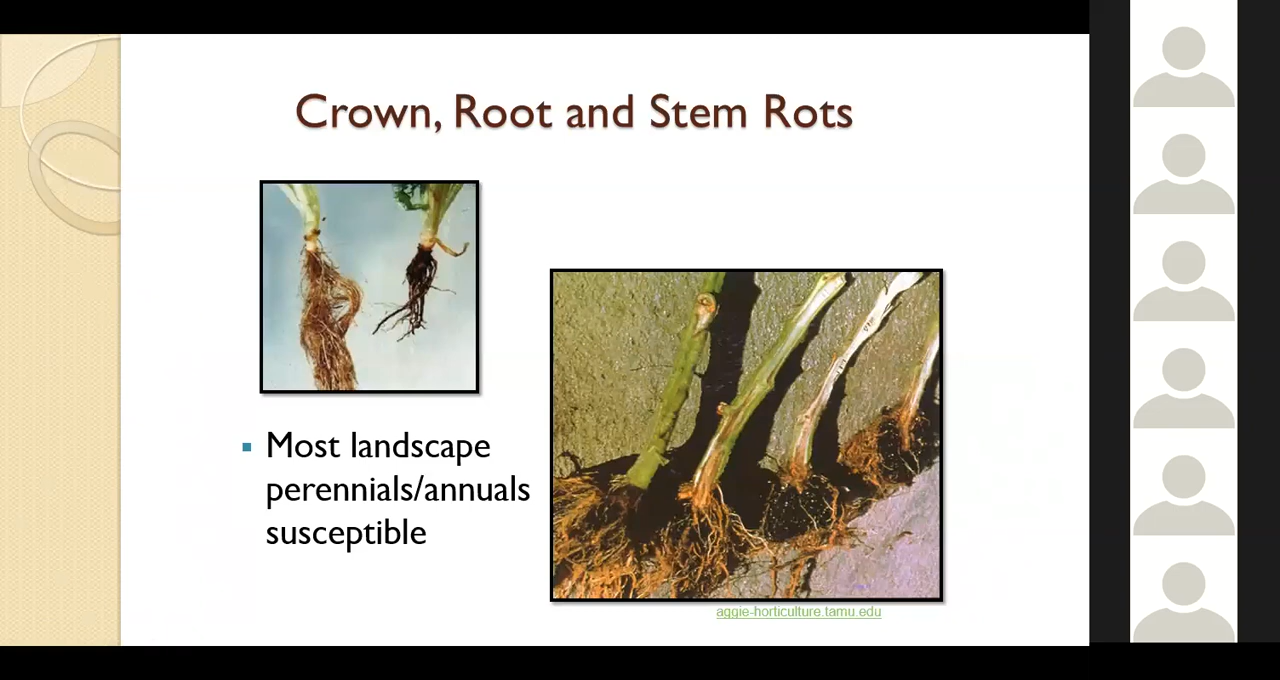 Crown, Root and Stem Rots
Most landscape
perennials/annuals
susceptible
aggie-horticulture.tamu.edu